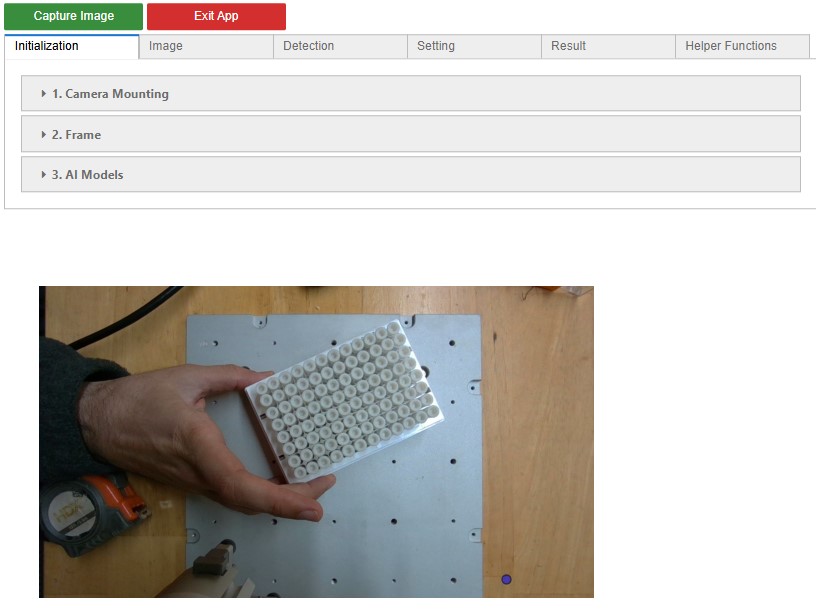 Capture Image Exit App
Initialization Image Detection Setting Result Helper Functions
1. Camera Mounting
2. Frame
3. AI Models
HDX